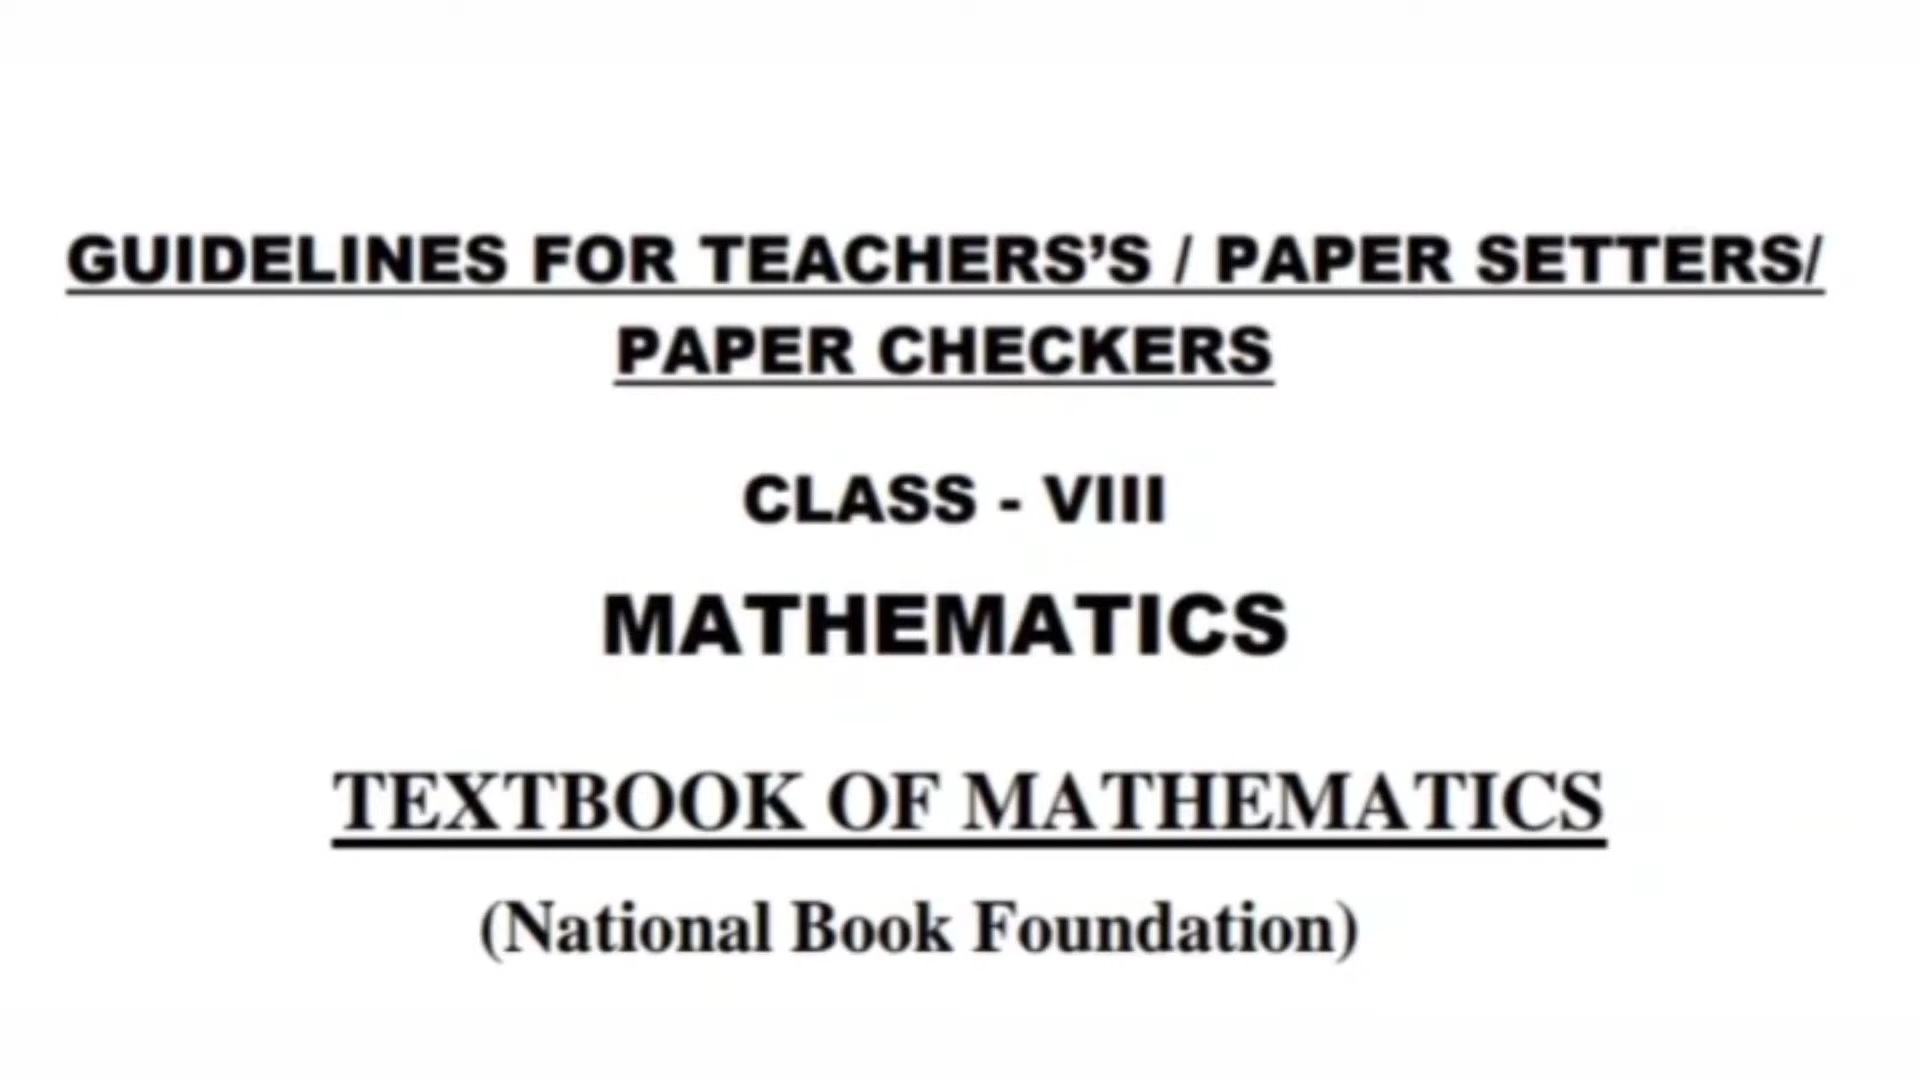 GUIDELINES FOR TEACHERS’S / PAPER SETTERS/
PAPER CHECKERS
CLASS - VIII
MATHEMATICS
TEXTBOOK OF MATHEMATICS
(National Book Foundation)